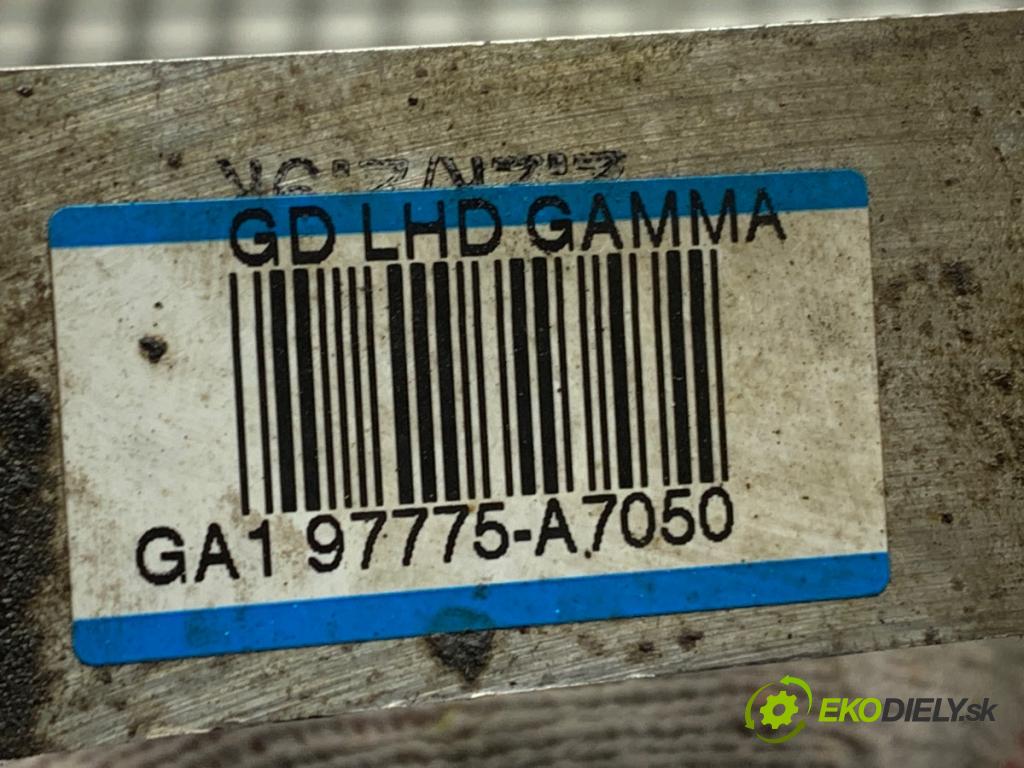 GD LHD GAMMA
GA1 97775-A7050
EKODIELY.sk